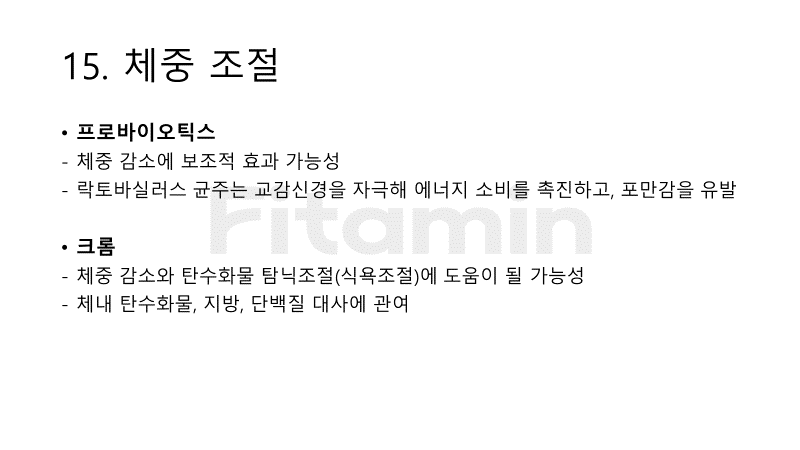 15. 체중 조절
• 프로바이오틱스
- 체중 감소에 보조적 효과 가능성
- 락토바실러스 균주는 교감신경을 자극해 에너지 소비를 촉진하고, 포만감을 유발
Fitamin
• 크롬
- 체중 감소와 탄수화물 탐닉조절(식욕조절)에 도움이 될 가능성
- 체내 탄수화물, 지방, 단백질 대사에 관여